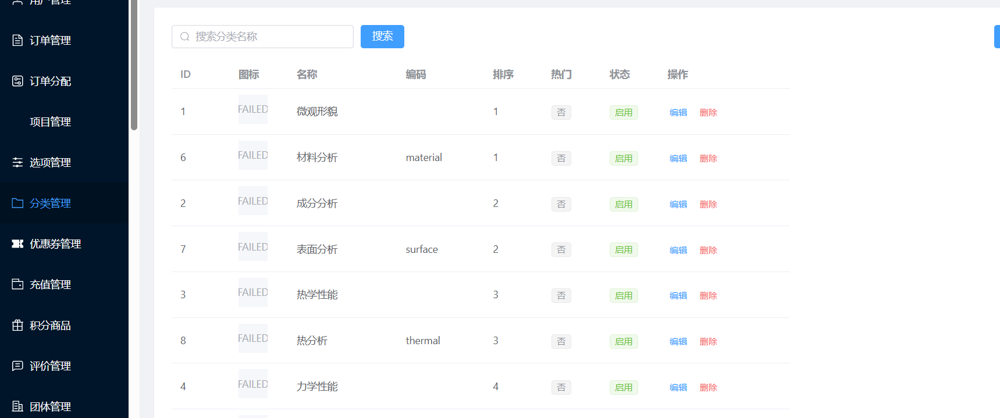 用户管理
订单管理
订单分配
项目管理
选项管理
分类管理
优惠券管理
充值管理
积分商品
评价管理
团体管理
搜索分类名称 搜索
ID 图标 名称 编码 排序 热门 状态 操作
1 FAILED 微观形貌 1 否 启用 编辑 删除
6 FAILED 材料分析 material 1 否 启用 编辑 删除
2 FAILED 成分分析 2 否 启用 编辑 删除
7 FAILED 表面分析 surface 2 否 启用 编辑 删除
3 FAILED 热学性能 3 否 启用 编辑 删除
8 FAILED 热分析 thermal 3 否 启用 编辑 删除
4 FAILED 力学性能 4 否 启用 编辑 删除